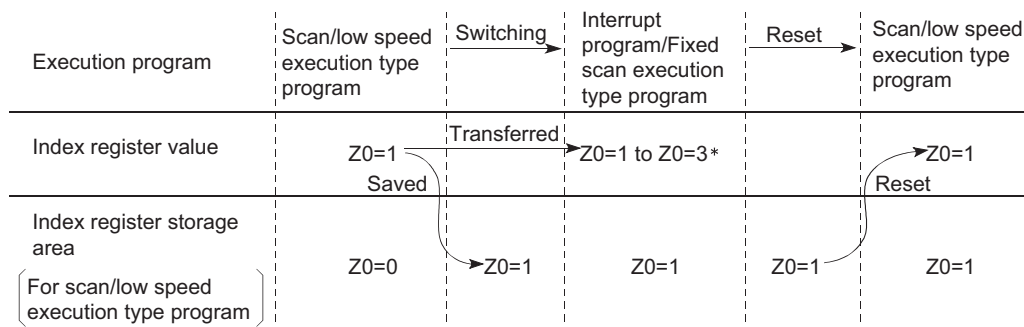 Execution program
Scan/low speed
execution type
program
Switching
Interrupt
program/Fixed
scan execution
type program
Reset
Scan/low speed
execution type
program
Index register value
Z0=1
Transferred
Z0=1 to Z0=3*
Z0=1
Saved
Reset
Index register storage
area
(For scan/low speed
execution type program)
Z0=0
Z0=1
Z0=1
Z0=1
Z0=1